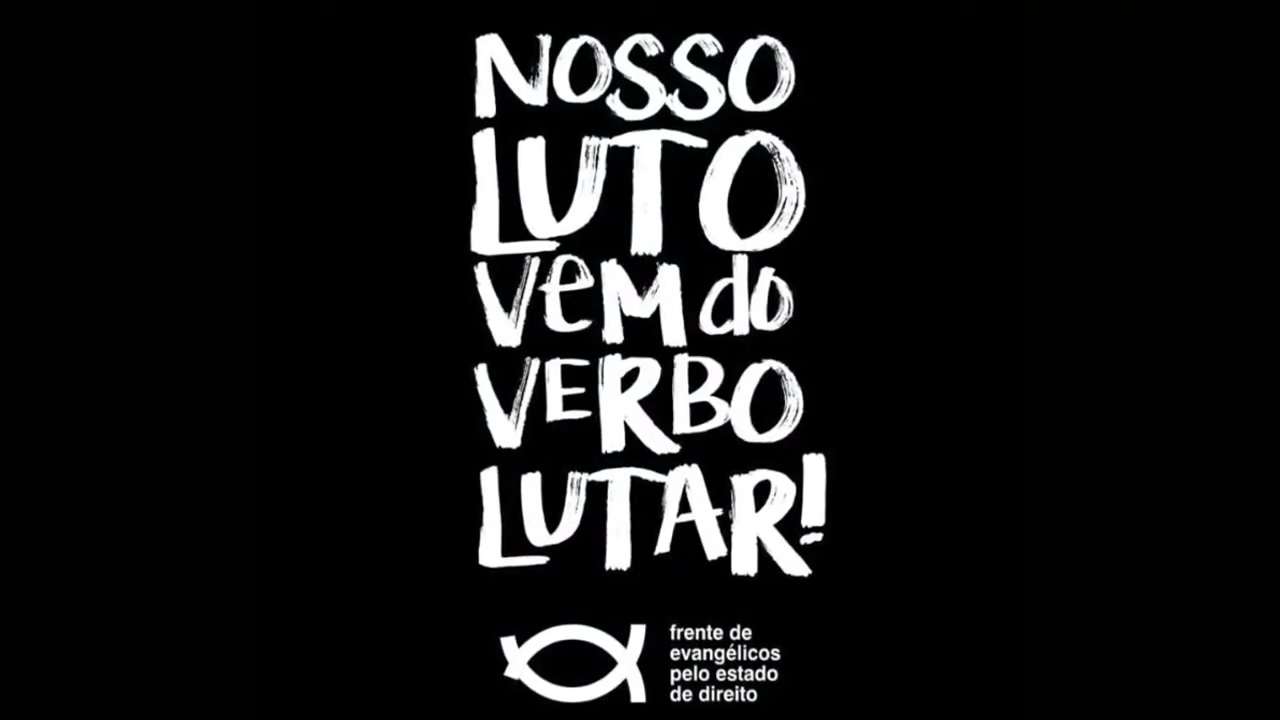 NOSSO
LUTO
VeM do
VERBO
LUTAR!
frente de
evangélicos
pelo estado
de direito